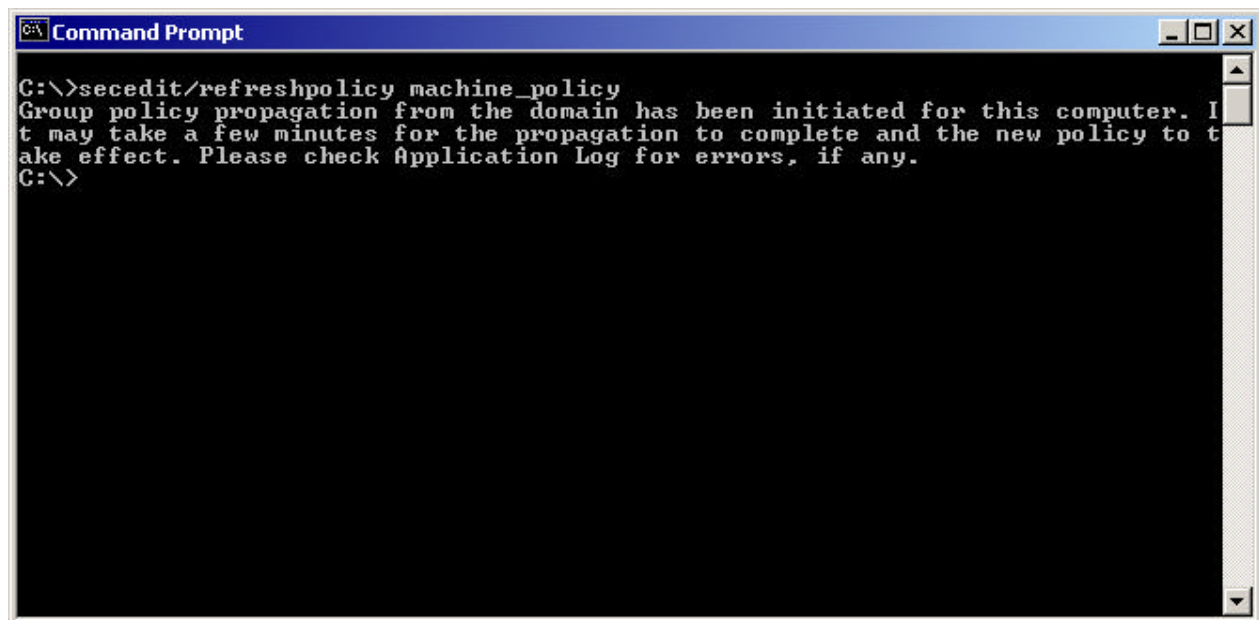 Command Prompt
C:\>secedit/refreshpolicy machine_policy
Group policy propagation from the domain has been initiated for this computer. I
t may take a few minutes for the propagation to complete and the new policy to t
ake effect. Please check Application Log for errors, if any.
C:\>